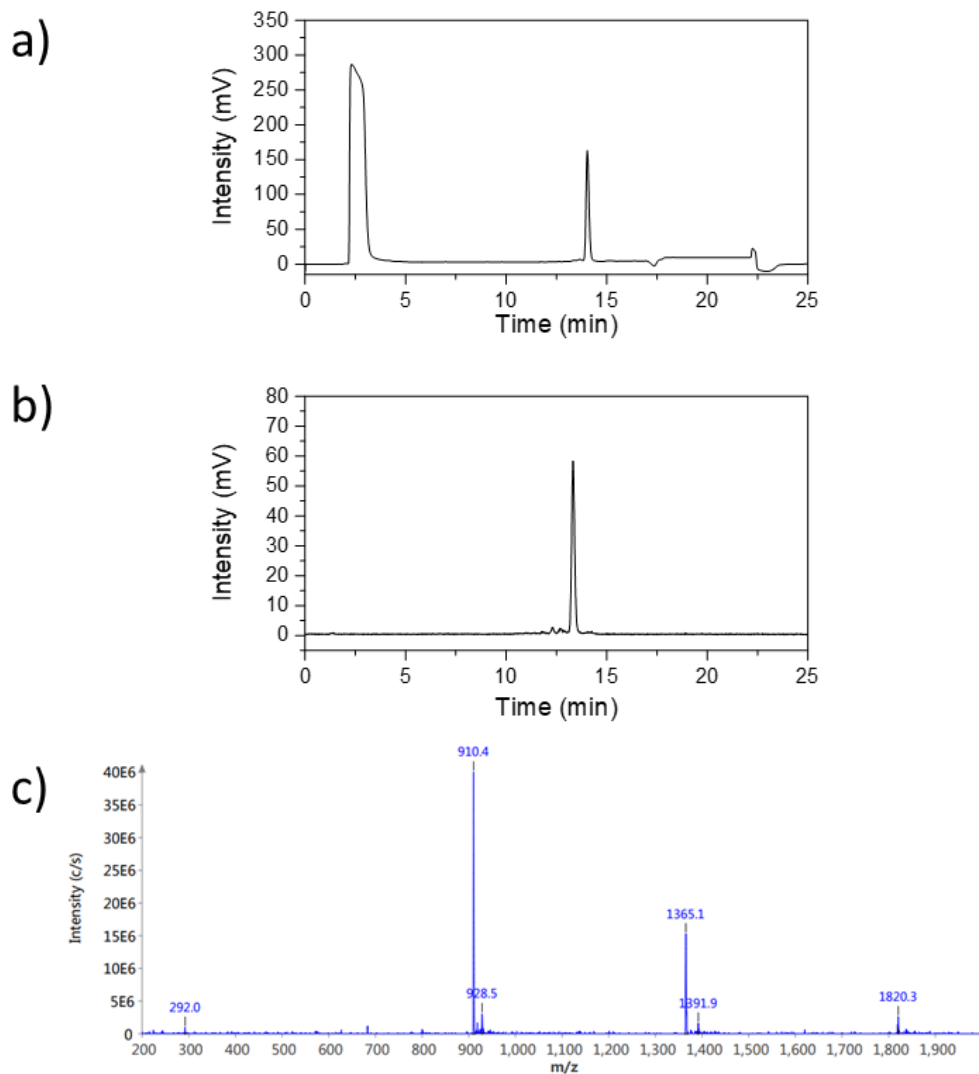 a)
350
300
250
200
150
100
50
0
Intensity (mV)
0 5 10 15 20 25
Time (min)
b)
80
70
60
50
40
30
20
10
0
Intensity (mV)
0 5 10 15 20 25
Time (min)
c)
910.4
40E6
35E6
30E6
25E6
20E6
15E6
10E6
5E6
0
Intensity (c/s)
1365.1
292.0 928.5 1391.9 1820.3
200 300 400 500 600 700 800 900 1,000 1,100 1,200 1,300 1,400 1,500 1,600 1,700 1,800 1,900
m/z